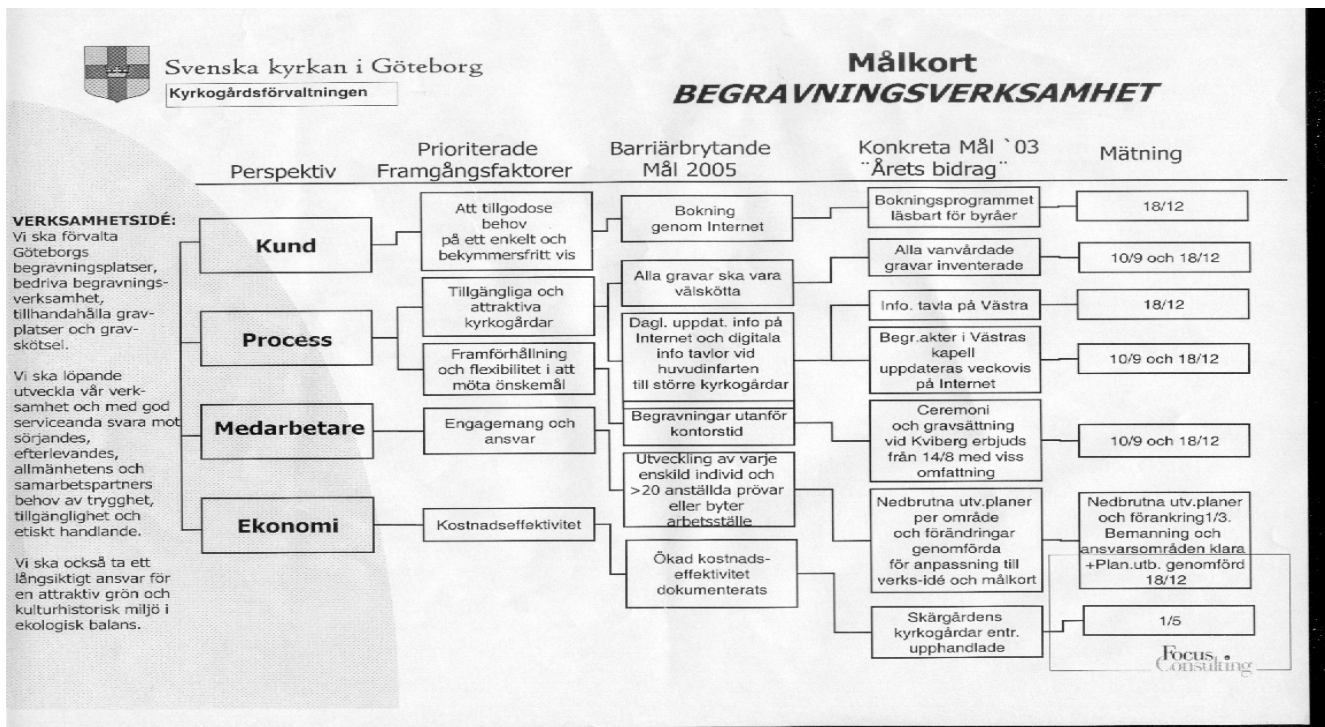 Svenska kyrkan i Göteborg
Kyrkogårdsförvaltningen
Målkort
BEGRAVNINGSVERKSAMHET
Perspektiv
Prioriterade
Framgångsfaktorer
Barriärbrytande
Mål 2005
Konkreta Mål `03
¨Årets bidrag¨
Mätning
VERKSAMHETSIDÉ:
Vi ska förvalta
Göteborgs
begravningsplatser,
bedriva begravnings-
verksamhet,
tillhandahålla grav-
platser och grav-
skötsel.
Vi ska löpande
utveckla vår verk-
samhet och med god
serviceanda svara mot
sörjandes,
efterlevandes,
allmänhetens och
samarbetspartners
behov av trygghet,
tillgänglighet och
etiskt handlande.
Vi ska också ta ett
långsiktigt ansvar för
en attraktiv grön och
kulturhistorisk miljö i
ekologisk balans.
Kund
Process
Medarbetare
Ekonomi
Att tillgodose
behov
på ett enkelt och
bekymmersfritt vis
Tillgängliga och
attraktiva
kyrkogårdar
Framförhållning
och flexibilitet i att
möta önskemål
Engagemang och
ansvar
Kostnadseffektivitet
Bokning
genom Internet
Alla gravar ska vara
välskötta
Dagl. uppdat. info på
Internet och digitala
info tavlor vid
huvudinfarten
till större kyrkogårdar
Begravningar utanför
kontorstid
Utveckling av varje
enskild individ och
>20 anställda prövar
eller byter
arbetsställe
Ökad kostnads-
effektivitet
dokumenterats
Bokningsprogrammet
läsbart för byråer
Alla vanvårdade
gravar inventerade
Info. tavla på Västra
Begr.akter i Västras
kapell
uppdateras veckovis
på Internet
Ceremoni
och gravsättning
vid Kviberg erbjuds
från 14/8 med viss
omfattning
Nedbrutna utv.planer
per område
och förändringar
genomförda
för anpassning till
verks-idé och målkort
Skärgårdens
kyrkogårdar entr.
upphandlade
18/12
10/9 och 18/12
18/12
10/9 och 18/12
10/9 och 18/12
Nedbrutna utv.planer
och förankring1/3.
Bemanning och
ansvarsområden klara
+Plan.utb. genomförd
18/12
1/5
Focus
Consulting